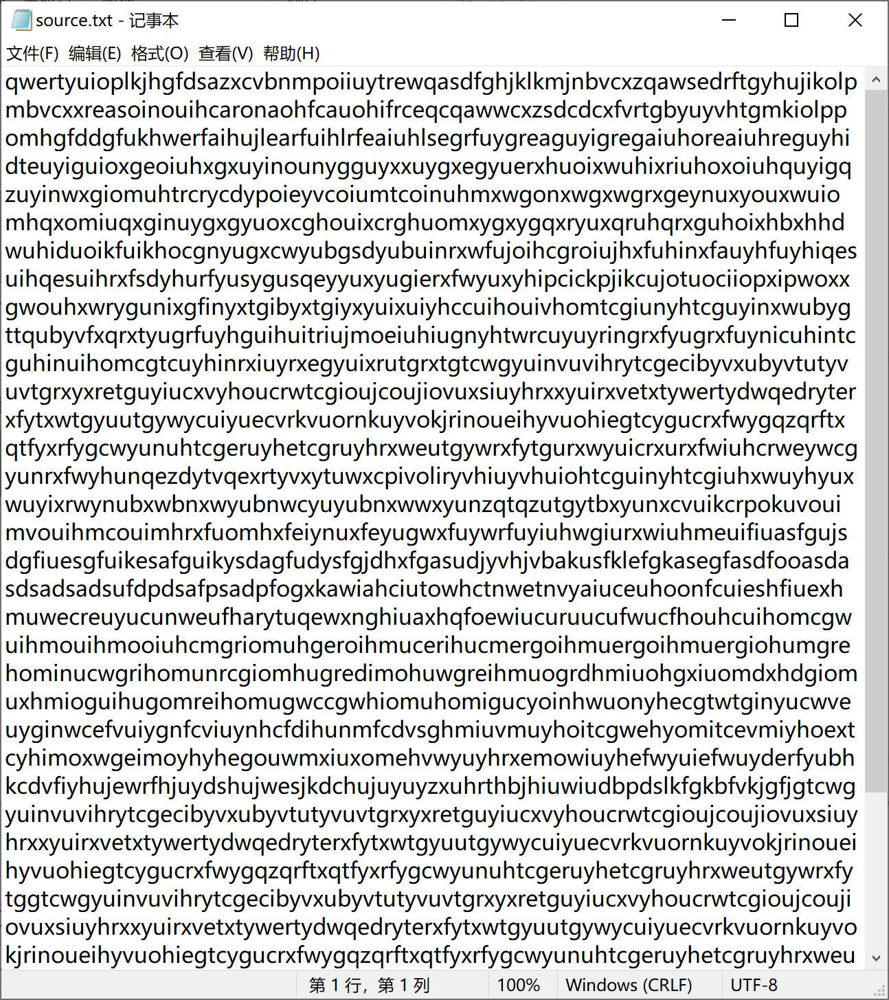 source.txt - 记事本
文件(F) 编辑(E) 格式(O) 查看(V) 帮助(H)
qwertyuioplkjhgfdsazxcvbnmpoiiuytrewqasdfghjklkmjnbvcxzqawsedrftgyhujikolp
mbvcxxreasoinouihcaronaohfcauohifrceqcqawwcxzsdcdcxfvrtgbyuyvhtgmkiolpp
omhgfddgfukhwerfaihujlearfuihlrfeaiuhlsegrfuygreaguyigregaiuhoreaiuhreguyhi
dteuyiguioxgeoiuhxgxuyinounygguyxxuygxegyuerxhuoixwuhixriuhoxoiuhquyigq
zuyinwxgiomuhtrcrycdypoieyvcoiumtcoinuhmxwgonxwgxwgrxgeynuxyouxwuio
mhqxomiuqxginuygxgyuoxcghouixcrghuomxygxygqxryuxqruhqrxguhoixhbxhhd
wuhiduoikfuikhocgnyugxcwyubgsdyubuinrxwfujoihcgroiujhxfuhinxfauyhfuyhiqes
uihqesuihrxfsdyhurfyusygusqeyyuxyugierxfwyuxyhipcickpjikcujotuociiopxipwoxx
gwouhxwrygunixgfinyxtgibyxtgiyxyuixuiyhccuihouivhomtcgiunyhtcguyinxwubyg
ttqubyvfxqrxtyugrfuyhguihuitriujmoeiuhiugnyhtwrcuyuyringrxfyugrxfuynicuhintc
guhinuihomcgtcuyhinrxiuyrxegyuixrutgrxtgtcwgyuinvuvihrytcgecibyvxubyvtutyv
uvtgrxyxretguyiucxvyhoucrwtcgioujcoujiovuxsiuyhrxxyuirxvetxtywertydwqedryter
xfytxwtgyuutgywycuiyuecvrkvuornkuyvokjrinoueihyvuohiegtcygucrxfwygqzqrftx
qtfyxrfygcwyunuhtcgeruyhetcgruyhrxweutgywrxfytgurxwyuicrxurxfwiuhcrweywcg
yunrxfwyhunqezdytvqexrtyvxytuwxcpivoliryvhiuyvhuiohtcguinyhtcgiuhxwuyhyux
wuyixrwynubxwbnxwyubnwcyuyubnxwwxyunzqtqzutgytbxyunxcvuikcrpokuvoui
mvouihmcouimhrxfuomhxfeiynuxfeyugwxfuywrfuyiuhwgiurxwiuhmeuifiuasfgujs
dgfiuesgfuikesafguikysdagfudysfgjdhxfgasudjyvhjvbakusfklefgkasegfasdfooasda
sdsadsadsufdpdsafpsadpfogxkawiahciutowhctnwetnvyaiuceuhoonfcuieshfiuexh
muwecreuyucunweufharytuqewxnghiuaxhqfoewiucuruucufwucfhouhcuihomcgw
uihmouihmooiuhcmgriomuhgeroihmucerihucmergoihmuergoihmuergiohumgre
hominucwgrihomunrcgiomhugredimohuwgreihmuogrdhmiuohgxiuomdxhdgiom
uxhmioguihugomreihomugwccgwhiomuhomigucyoinhwuonyhecgtwtginyucwve
uyginwcefvuiygnfcviuynhcfdihunmfcdvsghmiuvmuyhoitcgwehyomitcevmiyhoext
cyhimoxwgeimoyhyhegouwmxiuxomehvwyuyhrxemowiuyhefwyuiefwuyderfyubh
kcdvfiyhujewrfhjuydshujwesjkdchujuyuyzxuhrthbjhiuwiudbpdslkfgkbfvkjgfjgtcwg
yuinvuvihrytcgecibyvxubyvtutyvuvtgrxyxretguyiucxvyhoucrwtcgioujcoujiovuxsiuy
hrxxyuirxvetxtywertydwqedryterxfytxwtgyuutgywycuiyuecvrkvuornkuyvokjrinouei
hyvuohiegtcygucrxfwygqzqrftxqtfyxrfygcwyunuhtcgeruyhetcgruyhrxweutgywrxfy
tggtcwgyuinvuvihrytcgecibyvxubyvtutyvuvtgrxyxretguyiucxvyhoucrwtcgioujcouji
ovuxsiuyhrxxyuirxvetxtywertydwqedryterxfytxwtgyuutgywycuiyuecvrkvuornkuyvo
kjrinoueihyvuohiegtcygucrxfwygqzqrftxqtfyxrfygcwyunuhtcgeruyhetcgruyhrxweu
第 1 行，第 1 列 100% Windows (CRLF) UTF-8